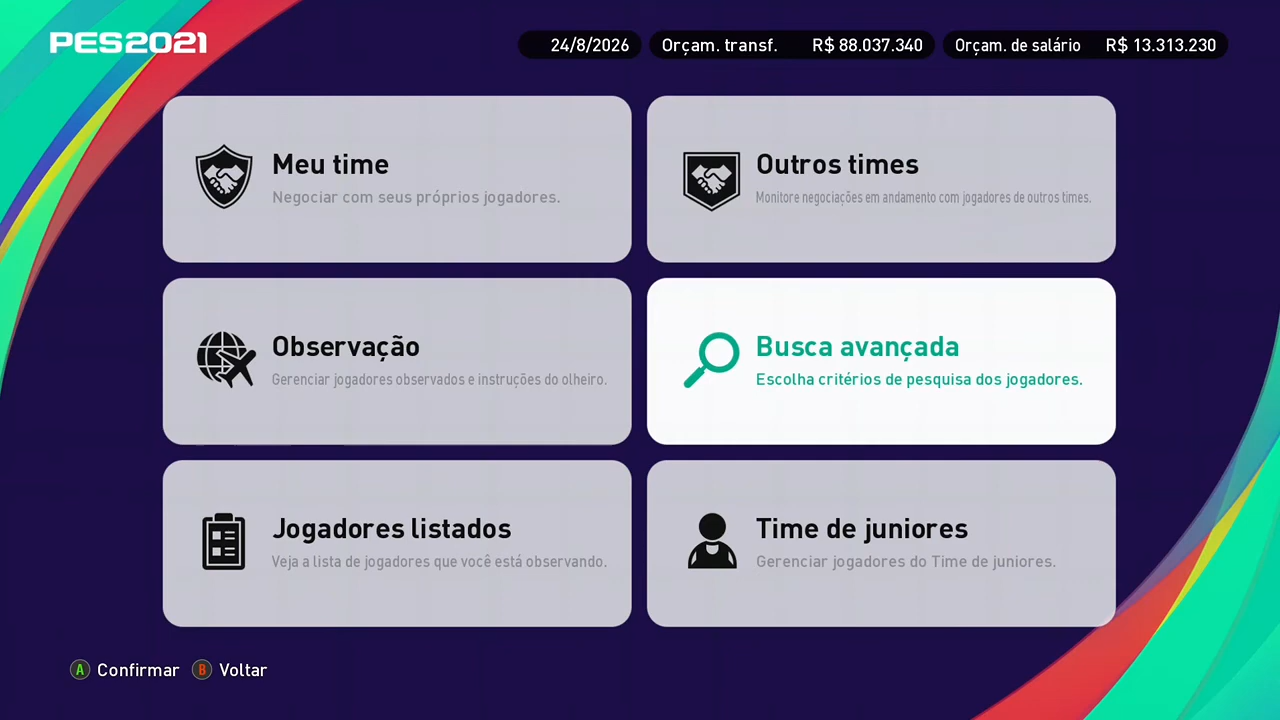 PES2021
24/8/2026
Orçam. transf. R$ 88.037.340
Orçam. de salário R$ 13.313.230
Meu time
Negociar com seus próprios jogadores.
Outros times
Monitore negociações em andamento com jogadores de outros times.
Observação
Gerenciar jogadores observados e instruções do olheiro.
Busca avançada
Escolha critérios de pesquisa dos jogadores.
Jogadores listados
Veja a lista de jogadores que você está observando.
Time de juniores
Gerenciar jogadores do Time de juniores.
A Confirmar B Voltar